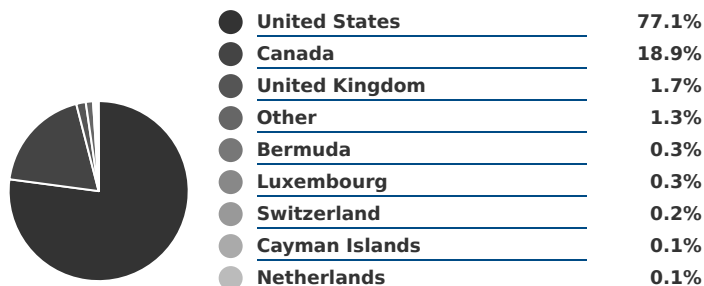 United States 77.1%
Canada 18.9%
United Kingdom 1.7%
Other 1.3%
Bermuda 0.3%
Luxembourg 0.3%
Switzerland 0.2%
Cayman Islands 0.1%
Netherlands 0.1%